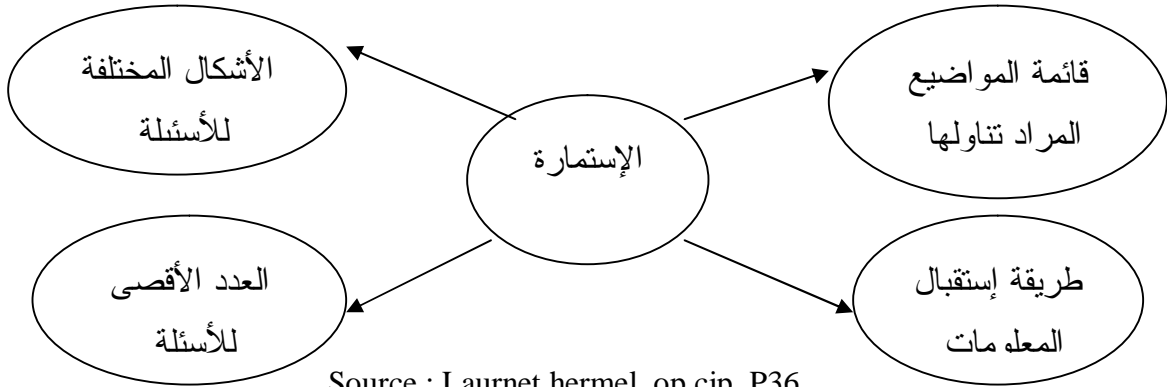 قائمة المواضيع
المراد تناولها
الأشكال المختلفة
للأسئىلة
الإستمارة
طريقة إستقبال
المعلومات
العدد الأقصى
للأسئلة
Source : Laurnet hermel, op.cip, P36